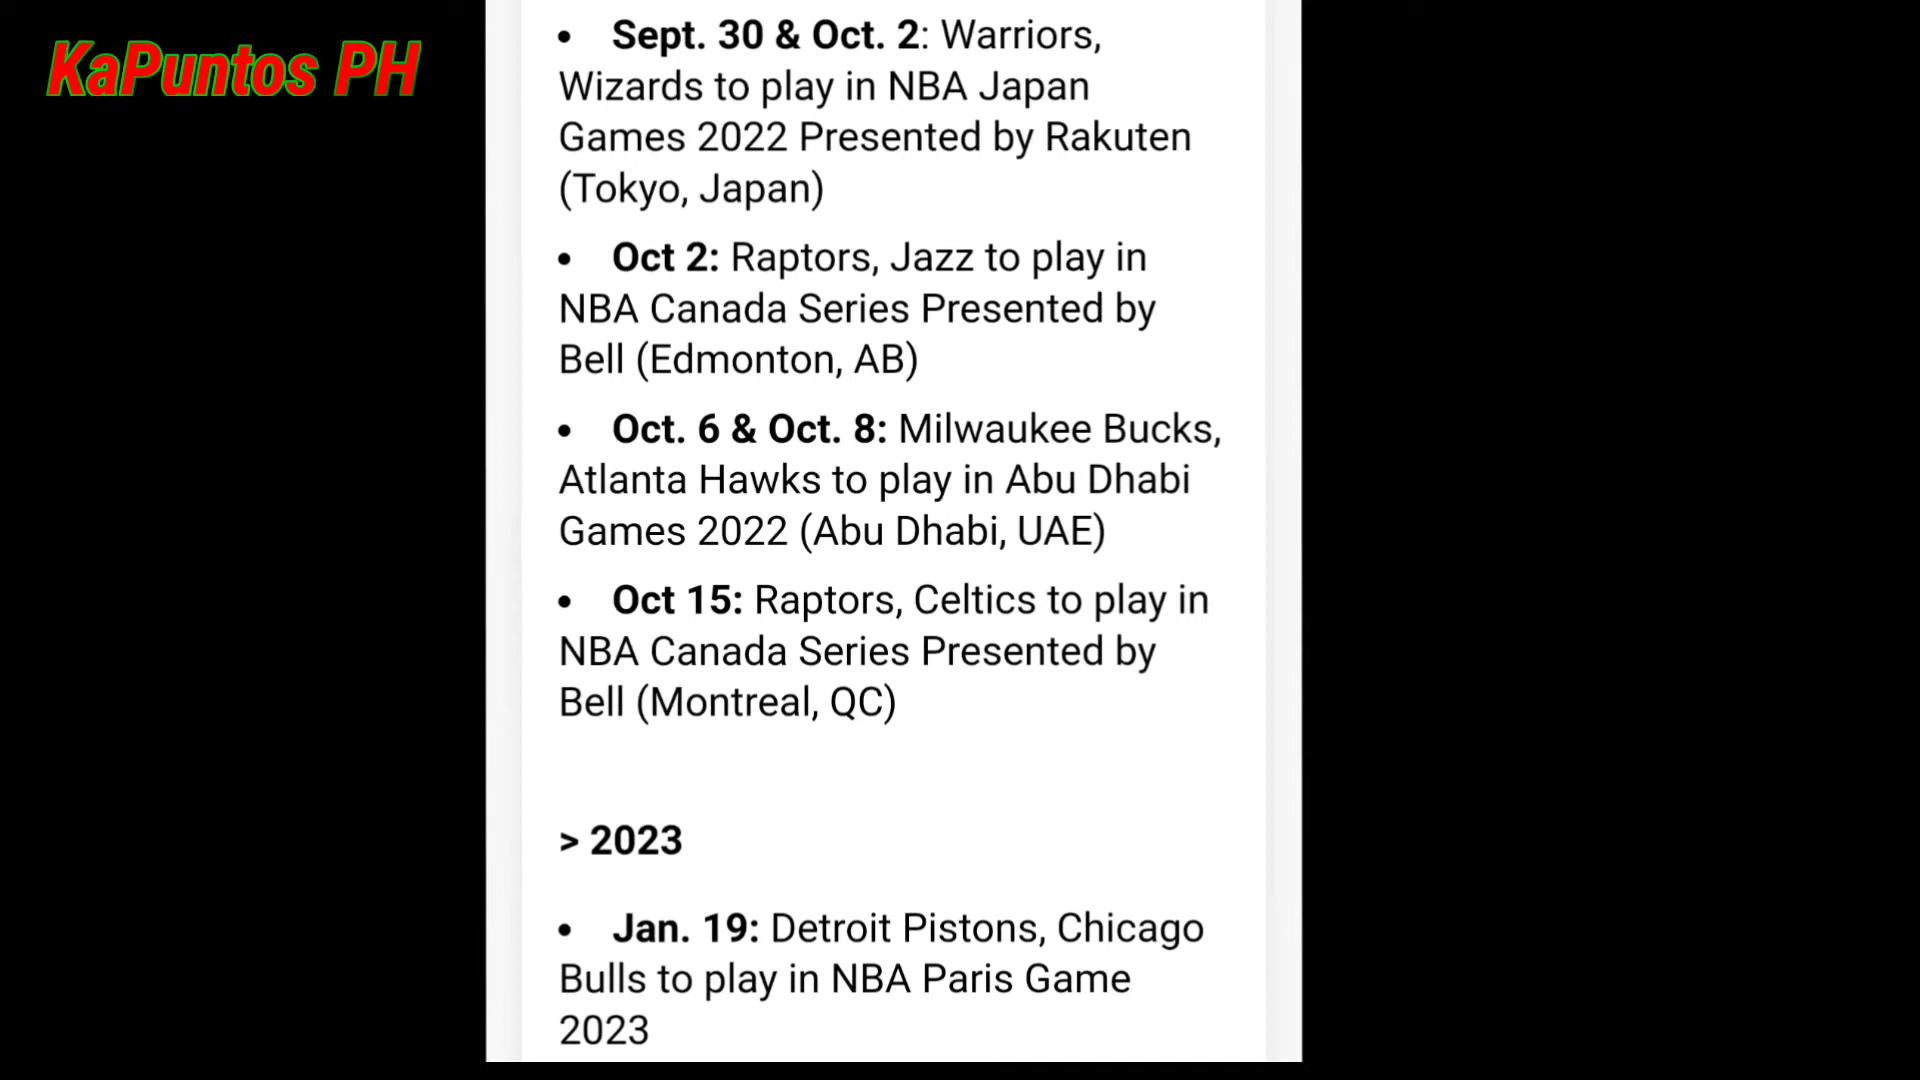 KaPuntos PH
• Sept. 30 & Oct. 2: Warriors,
Wizards to play in NBA Japan
Games 2022 Presented by Rakuten
(Tokyo, Japan)
• Oct 2: Raptors, Jazz to play in
NBA Canada Series Presented by
Bell (Edmonton, AB)
• Oct. 6 & Oct. 8: Milwaukee Bucks,
Atlanta Hawks to play in Abu Dhabi
Games 2022 (Abu Dhabi, UAE)
• Oct 15: Raptors, Celtics to play in
NBA Canada Series Presented by
Bell (Montreal, QC)
> 2023
• Jan. 19: Detroit Pistons, Chicago
Bulls to play in NBA Paris Game
2023